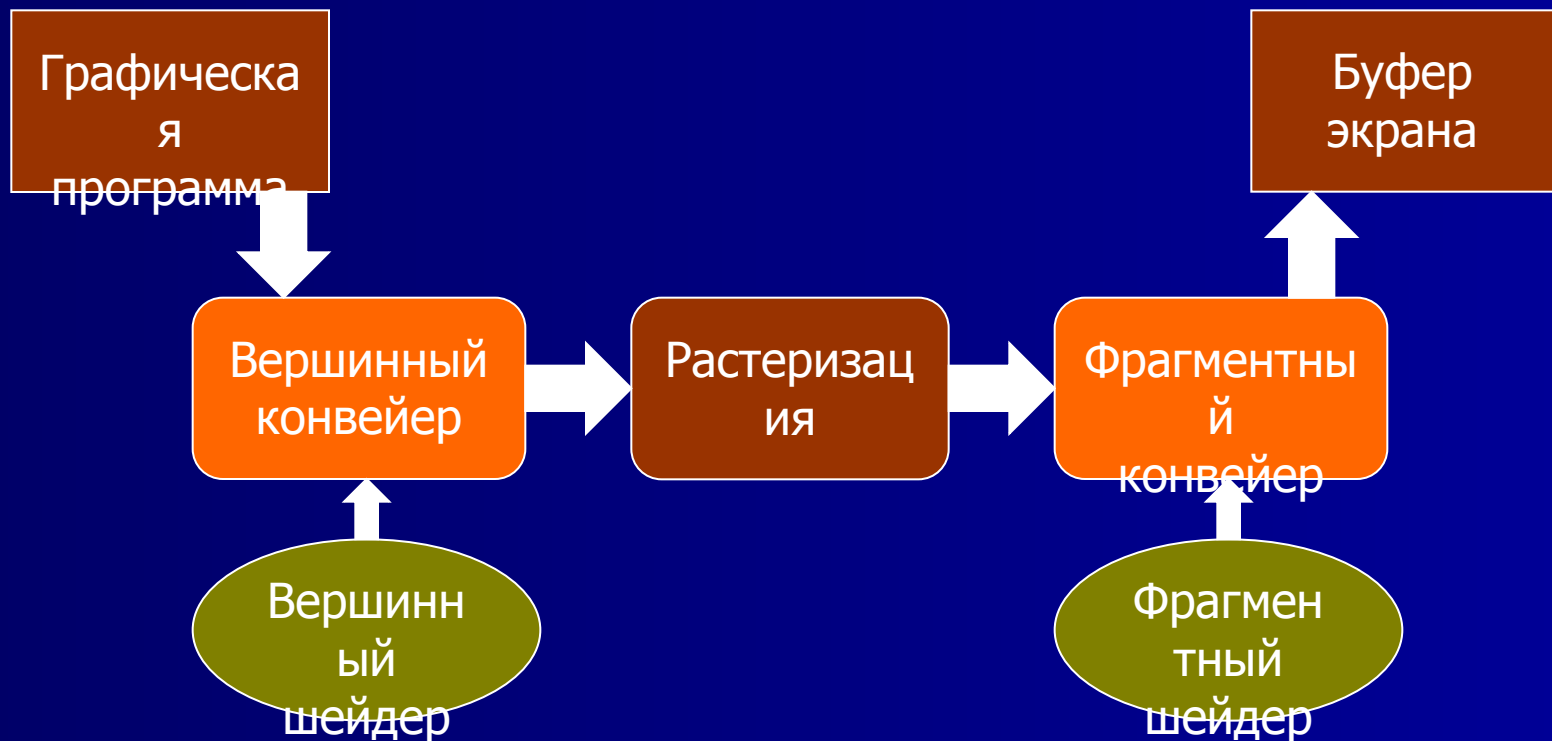 Графическа
я
программа
Буфер
экрана
Вершинный
конвейер
Растеризац
ия
Фрагментны
й
конвейер
Вершинн
ый
шейдер
Фрагмен
тный
шейдер